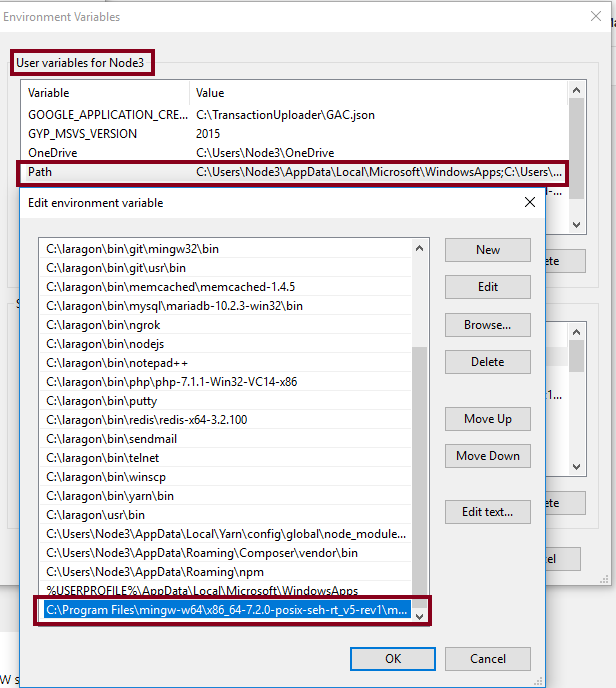 Environment Variables
User variables for Node3
Variable Value
GOOGLE_APPLICATION_CRE... C:\TransactionUploader\GAC.json
GYP_MSVS_VERSION 2015
OneDrive C:\Users\Node3\OneDrive
Path C:\Users\Node3\AppData\Local\Microsoft\WindowsApps;C:\Users\...
Edit environment variable
C:\laragon\bin\git\mingw32\bin
C:\laragon\bin\git\usr\bin
C:\laragon\bin\memcached\memcached-1.4.5
C:\laragon\bin\mysql\mariadb-10.2.3-win32\bin
C:\laragon\bin\ngrok
C:\laragon\bin\nodejs
C:\laragon\bin\notepad++
C:\laragon\bin\php\php-7.1.1-Win32-VC14-x86
C:\laragon\bin\putty
C:\laragon\bin\redis\redis-x64-3.2.100
C:\laragon\bin\sendmail
C:\laragon\bin\telnet
C:\laragon\bin\winscp
C:\laragon\bin\yarn\bin
C:\laragon\usr\bin
C:\Users\Node3\AppData\Local\Yarn\config\global\node_module...
C:\Users\Node3\AppData\Roaming\Composer\vendor\bin
C:\Users\Node3\AppData\Roaming\npm
%USERPROFILE%\AppData\Local\Microsoft\WindowsApps
C:\Program Files\mingw-w64\x86_64-7.2.0-posix-seh-rt_v5-rev1\m...
New
Edit
Browse...
Delete
Move Up
Move Down
Edit text...
OK
Cancel
ete
ete
el